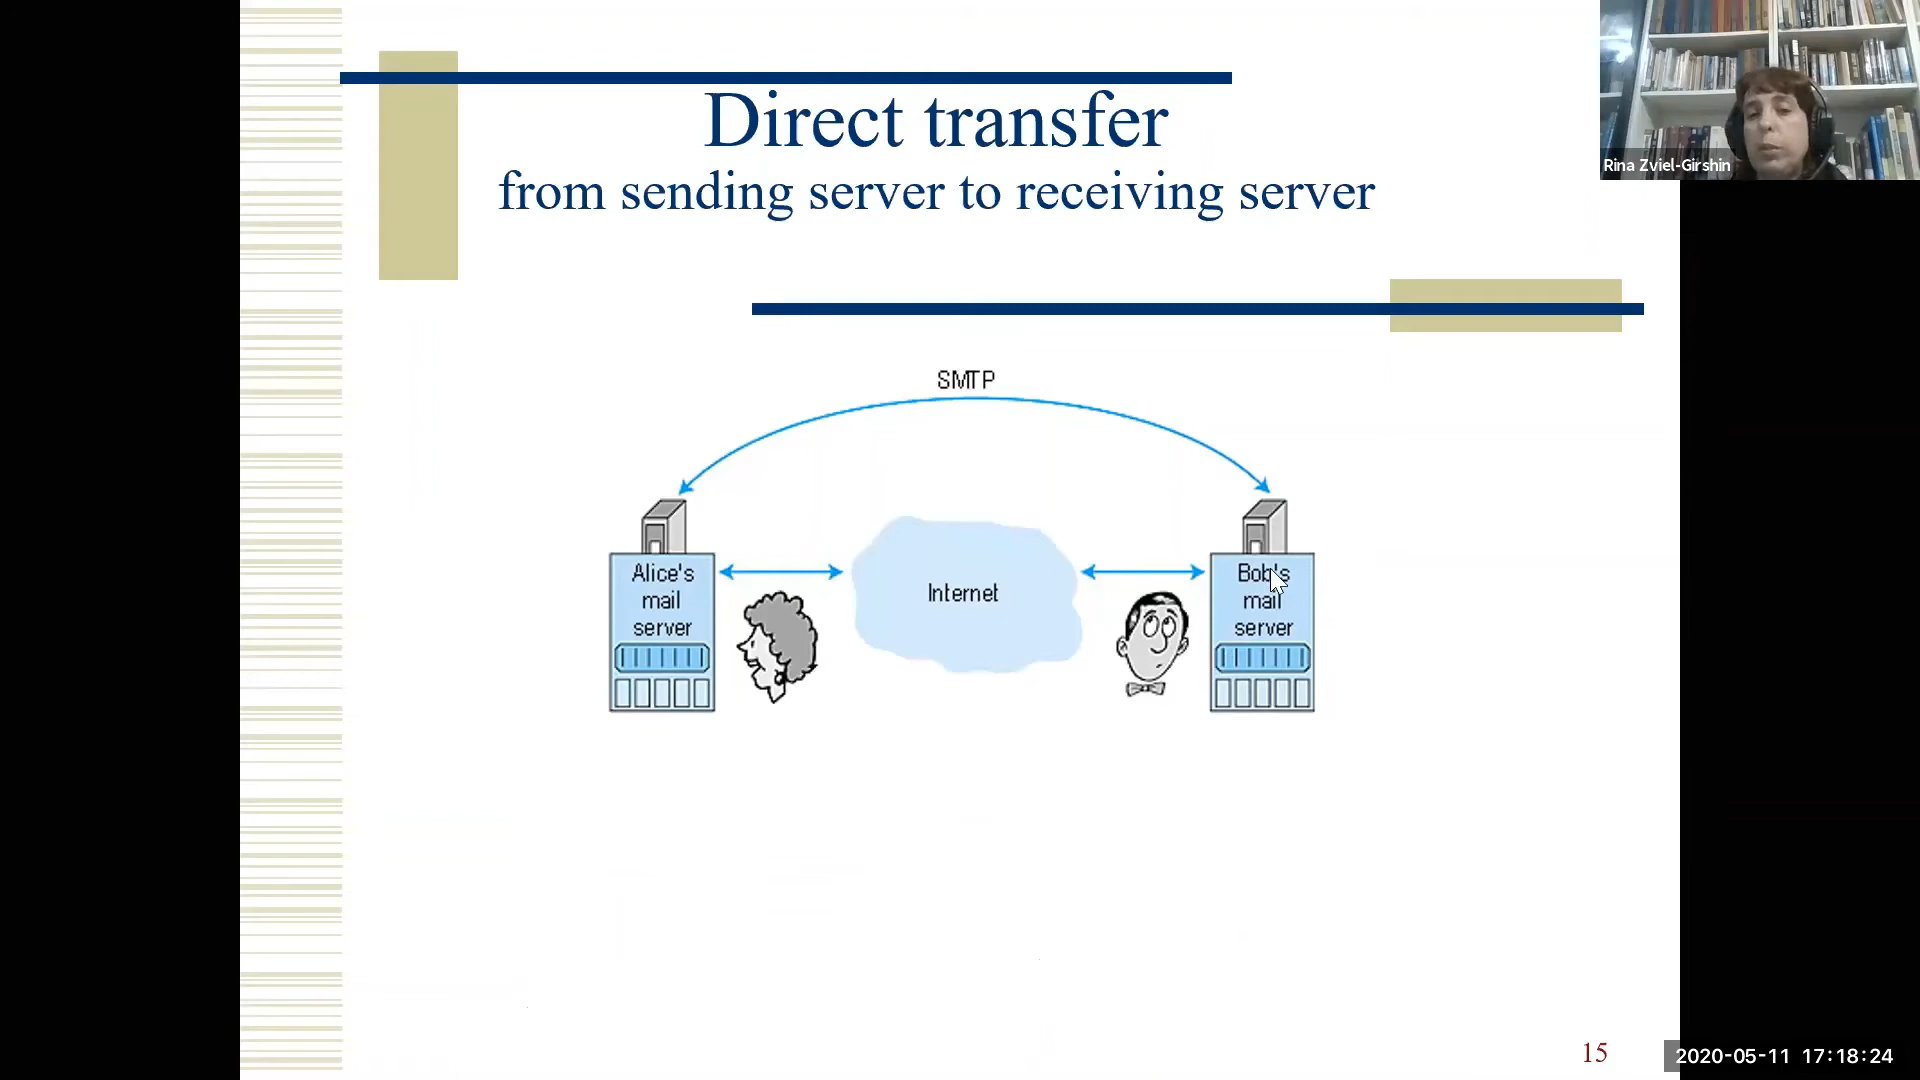 Direct transfer
from sending server to receiving server
Rina Zviel-Girshin
SMTP
Alice's
mail
server
Internet
Bob's
mail
server
15
2020-05-11 17:18:24